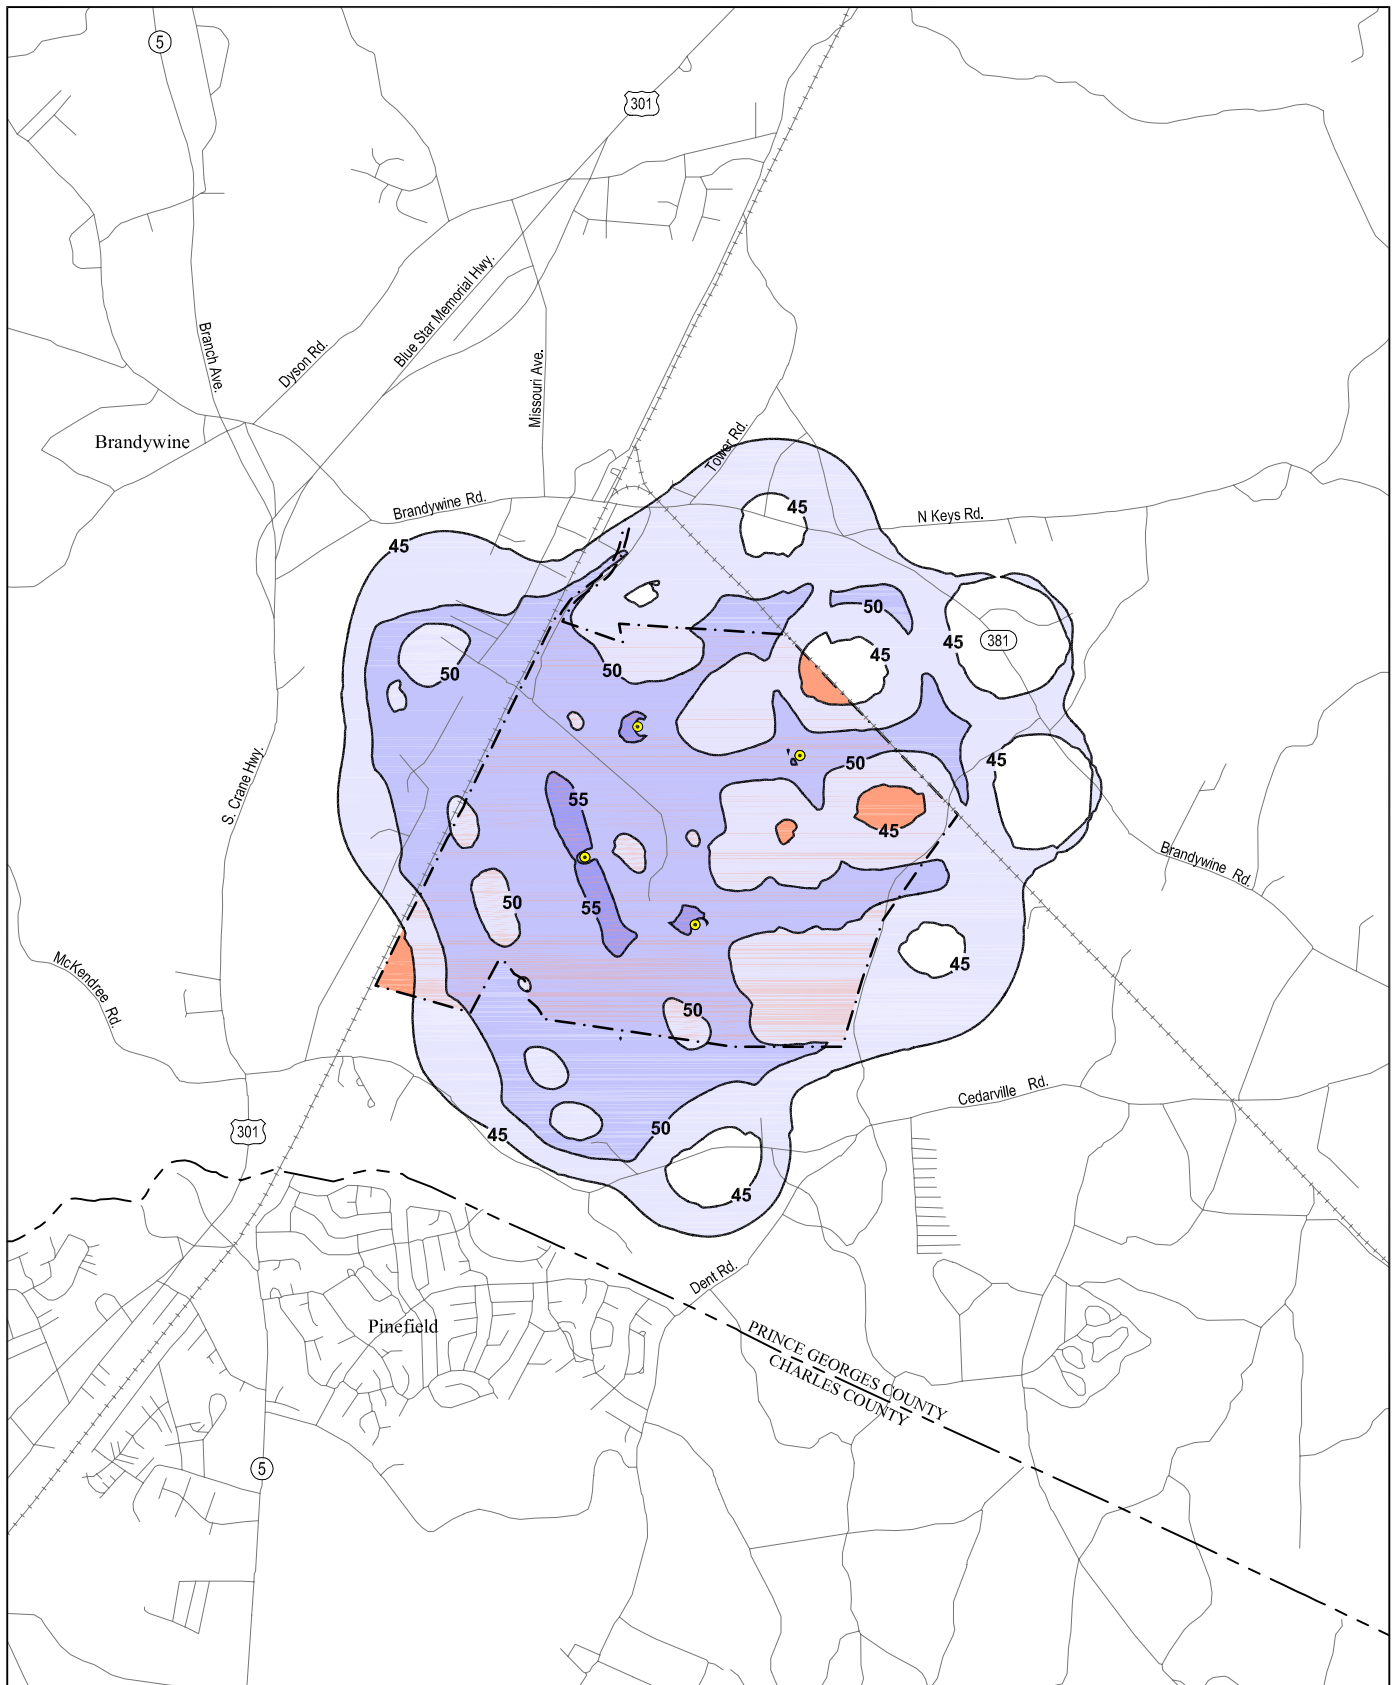 5
301
Branch Ave.
Dyson Rd.
Blue Star Memorial Hwy.
Missouri Ave.
Brandywine
Tower Rd.
Brandywine Rd.
45
N Keys Rd.
45
50
45
381
45
50
50
45
S. Crane Hwy.
50
45
55
45
Brandywine Rd.
50
55
45
McKendree Rd.
50
Cedarville Rd.
301
45
50
45
Dent Rd.
Pinefield
PRINCE GEORGES COUNTY
CHARLES COUNTY
5